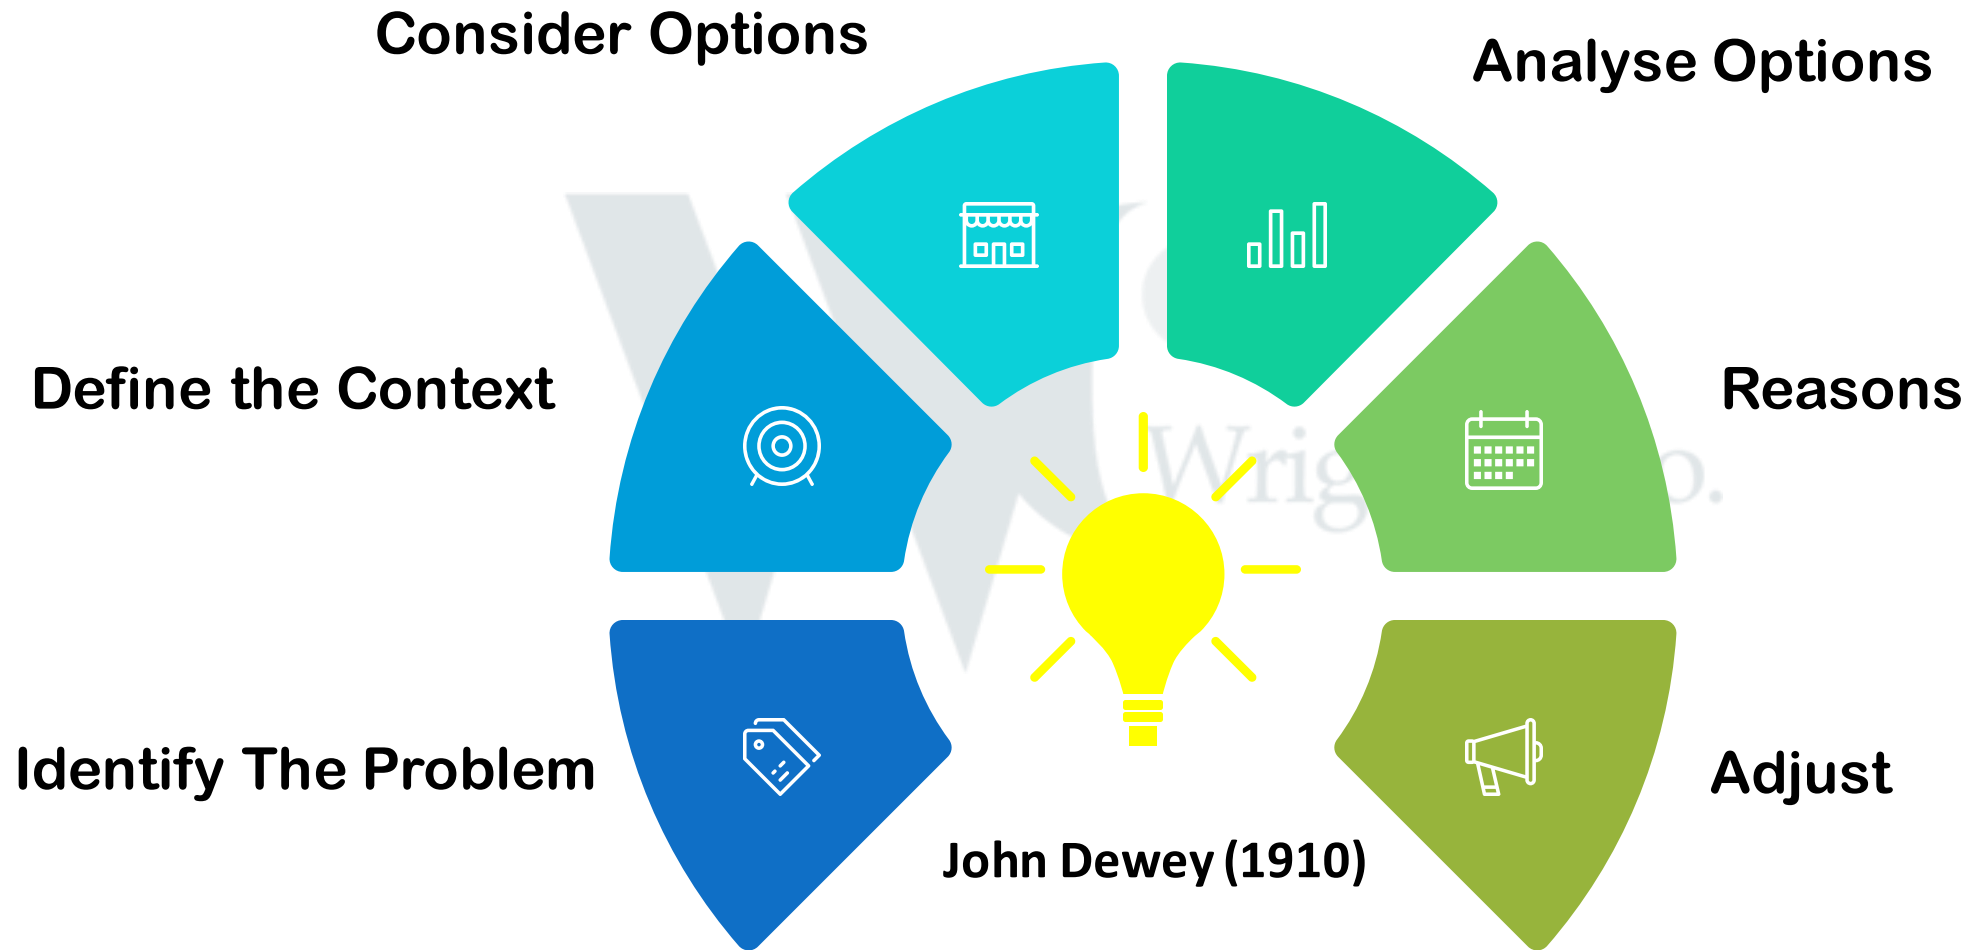 Consider Options
Analyse Options
Define the Context
Reasons
Identify The Problem
Adjust
John Dewey (1910)